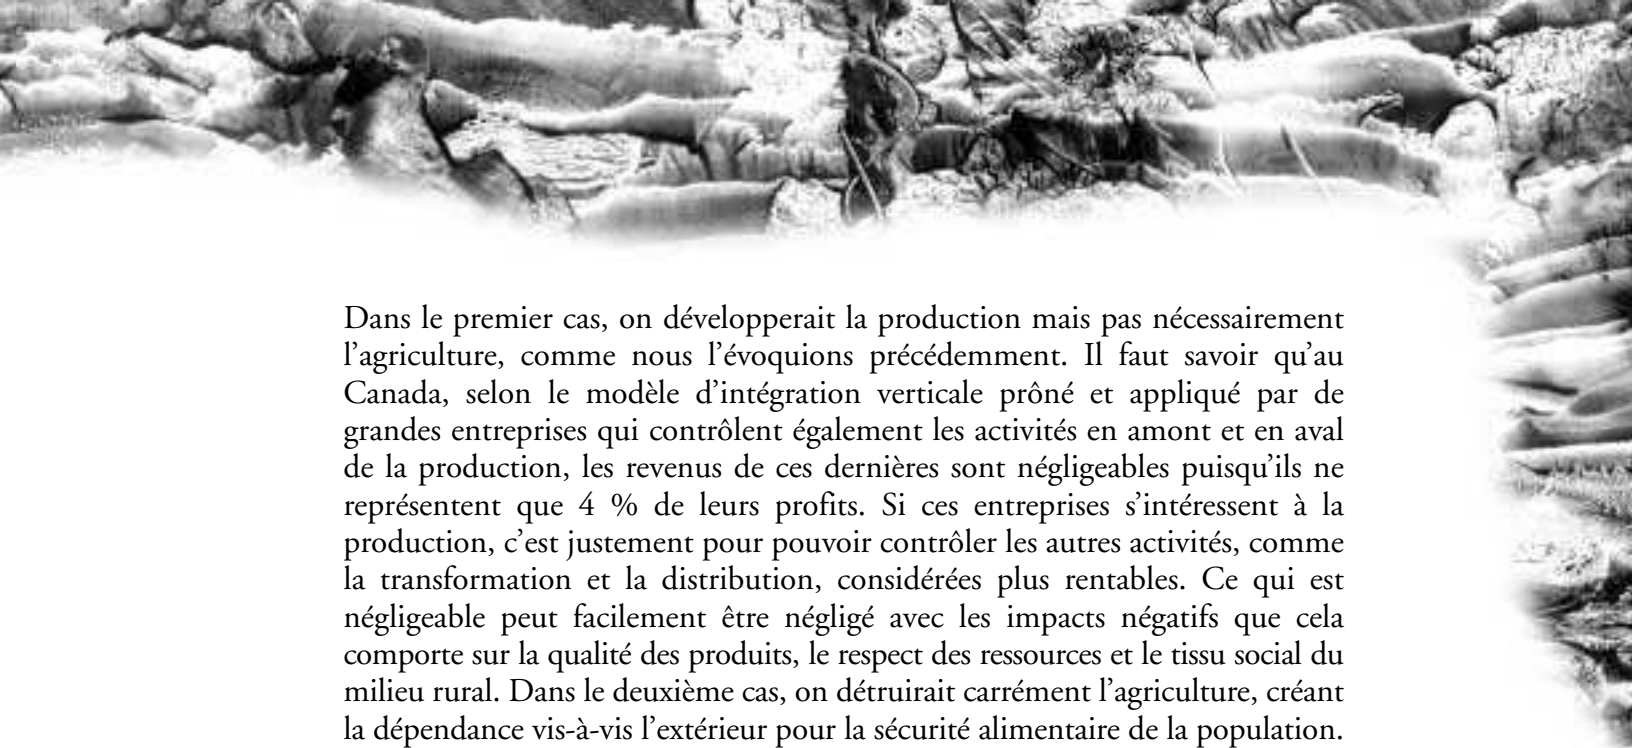 Dans le premier cas, on développerait la production mais pas nécessairement
l’agriculture, comme nous l’évoquions précédemment. Il faut savoir qu’au
Canada, selon le modèle d’intégration verticale prôné et appliqué par de
grandes entreprises qui contrôlent également les activités en amont et en aval
de la production, les revenus de ces dernières sont négligeables puisqu’ils ne
représentent que 4 % de leurs profits. Si ces entreprises s’intéressent à la
production, c’est justement pour pouvoir contrôler les autres activités, comme
la transformation et la distribution, considérées plus rentables. Ce qui est
négligeable peut facilement être négligé avec les impacts négatifs que cela
comporte sur la qualité des produits, le respect des ressources et le tissu social du
milieu rural. Dans le deuxième cas, on détruirait carrément l’agriculture, créant
la dépendance vis-à-vis l’extérieur pour la sécurité alimentaire de la population.